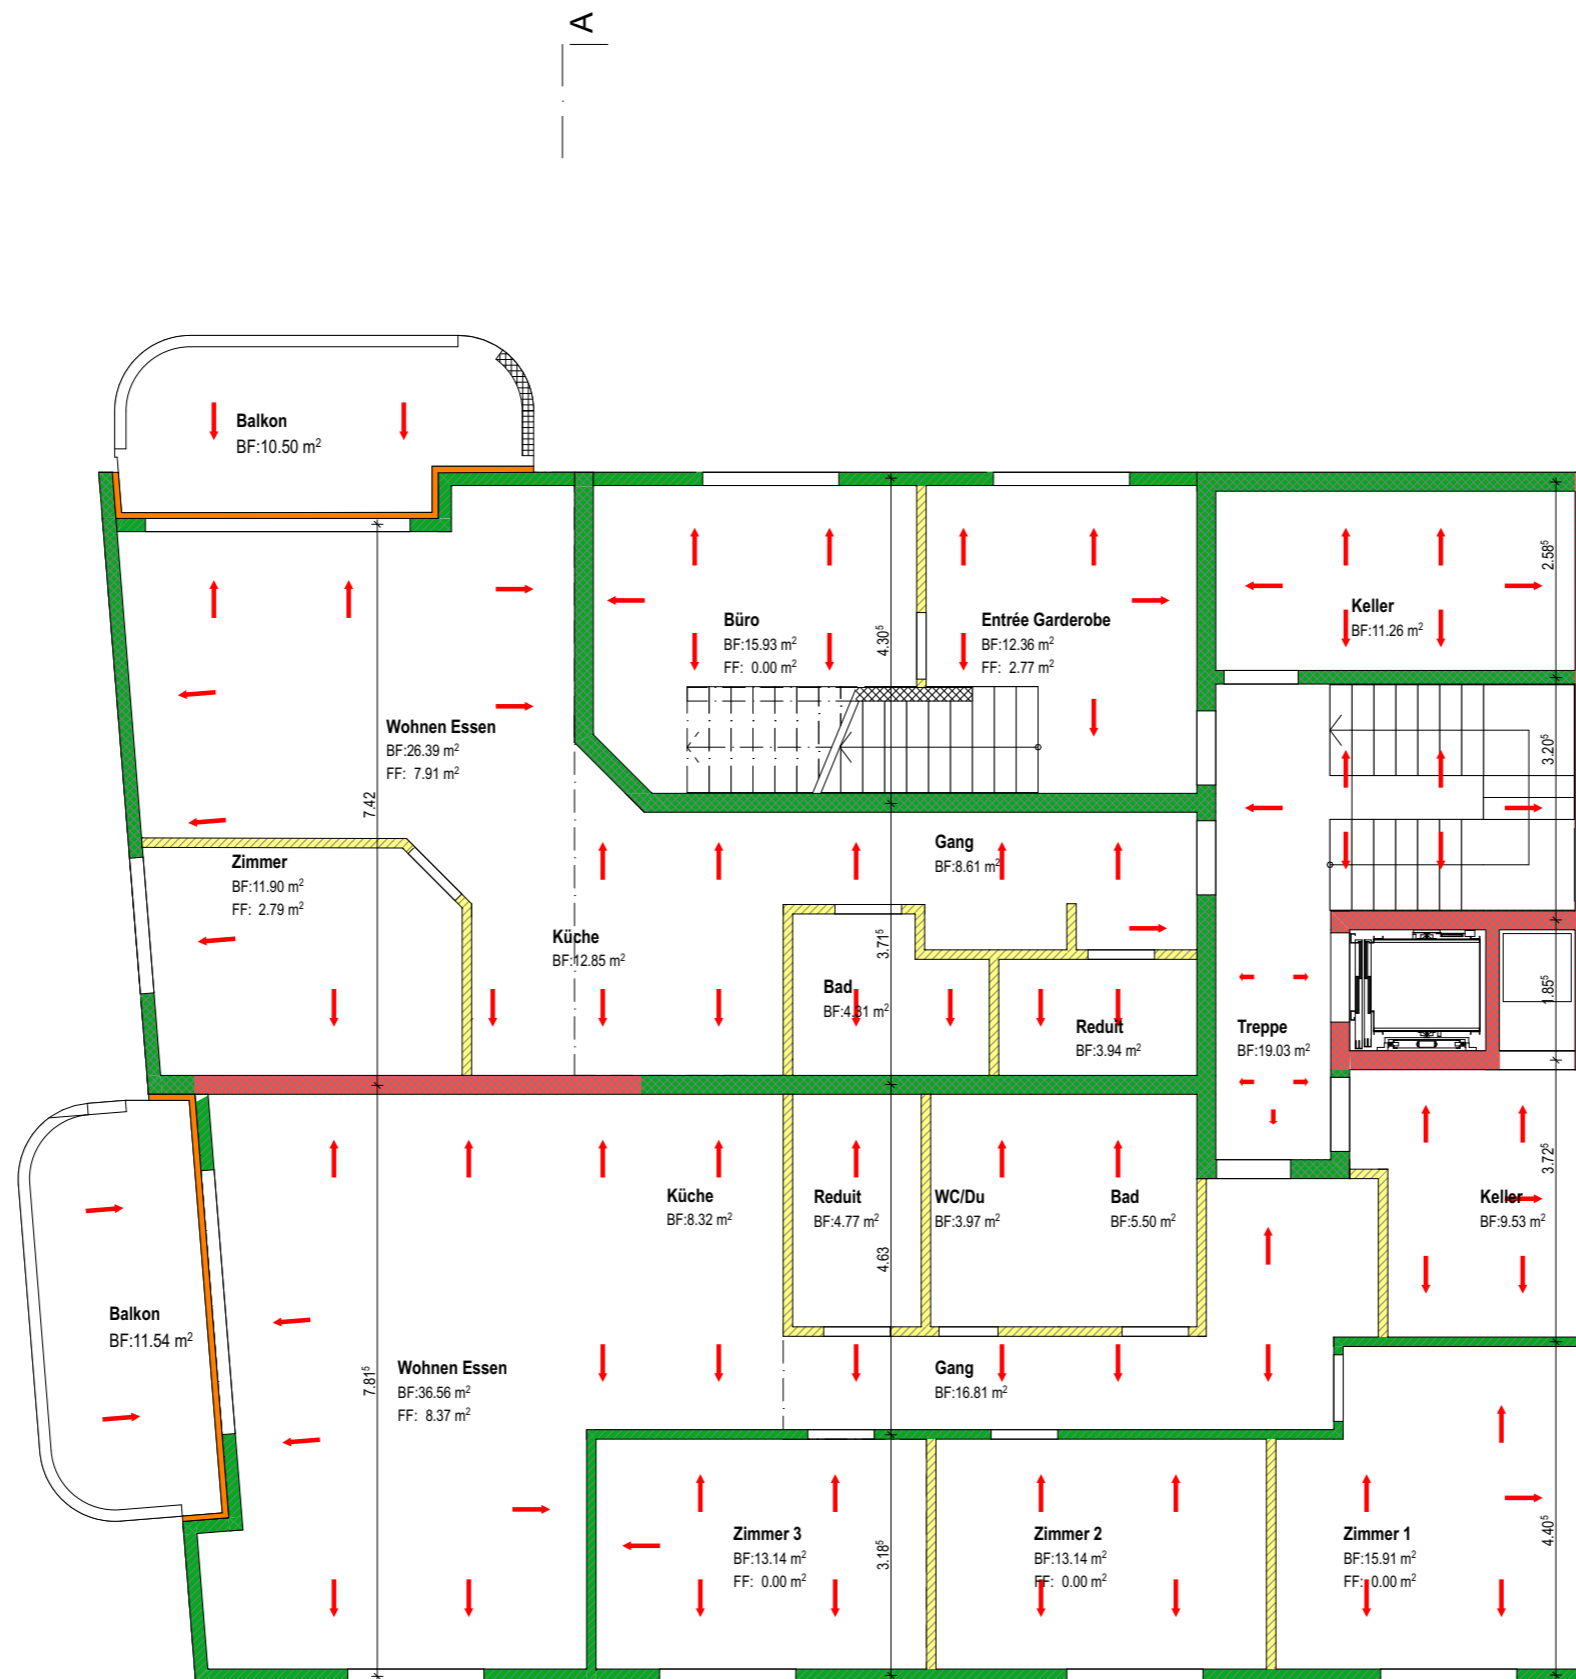 A
Balkon
BF:10.50 m²
Büro
BF:15.93 m²
FF: 0.00 m²
Entrée Garderobe
BF:12.36 m²
FF: 2.77 m²
Keller
BF:11.26 m²
2.58⁵
4.30⁵
Wohnen Essen
BF:26.39 m²
FF: 7.91 m²
3.20⁵
7.42
Zimmer
BF:11.90 m²
FF: 2.79 m²
Gang
BF:8.61 m²
Küche
BF:12.85 m²
3.71⁵
Bad
BF:4.31 m²
Reduit
BF:3.94 m²
Treppe
BF:19.03 m²
1.85⁵
Küche
BF:8.32 m²
Reduit
BF:4.77 m²
WC/Du
BF:3.97 m²
Bad
BF:5.50 m²
Keller
BF:9.53 m²
3.72⁵
4.63
Balkon
BF:11.54 m²
Wohnen Essen
BF:36.56 m²
FF: 8.37 m²
7.81⁵
Gang
BF:16.81 m²
Zimmer 3
BF:13.14 m²
FF: 0.00 m²
3.18⁵
Zimmer 2
BF:13.14 m²
FF: 0.00 m²
Zimmer 1
BF:15.91 m²
FF: 0.00 m²
4.40⁵